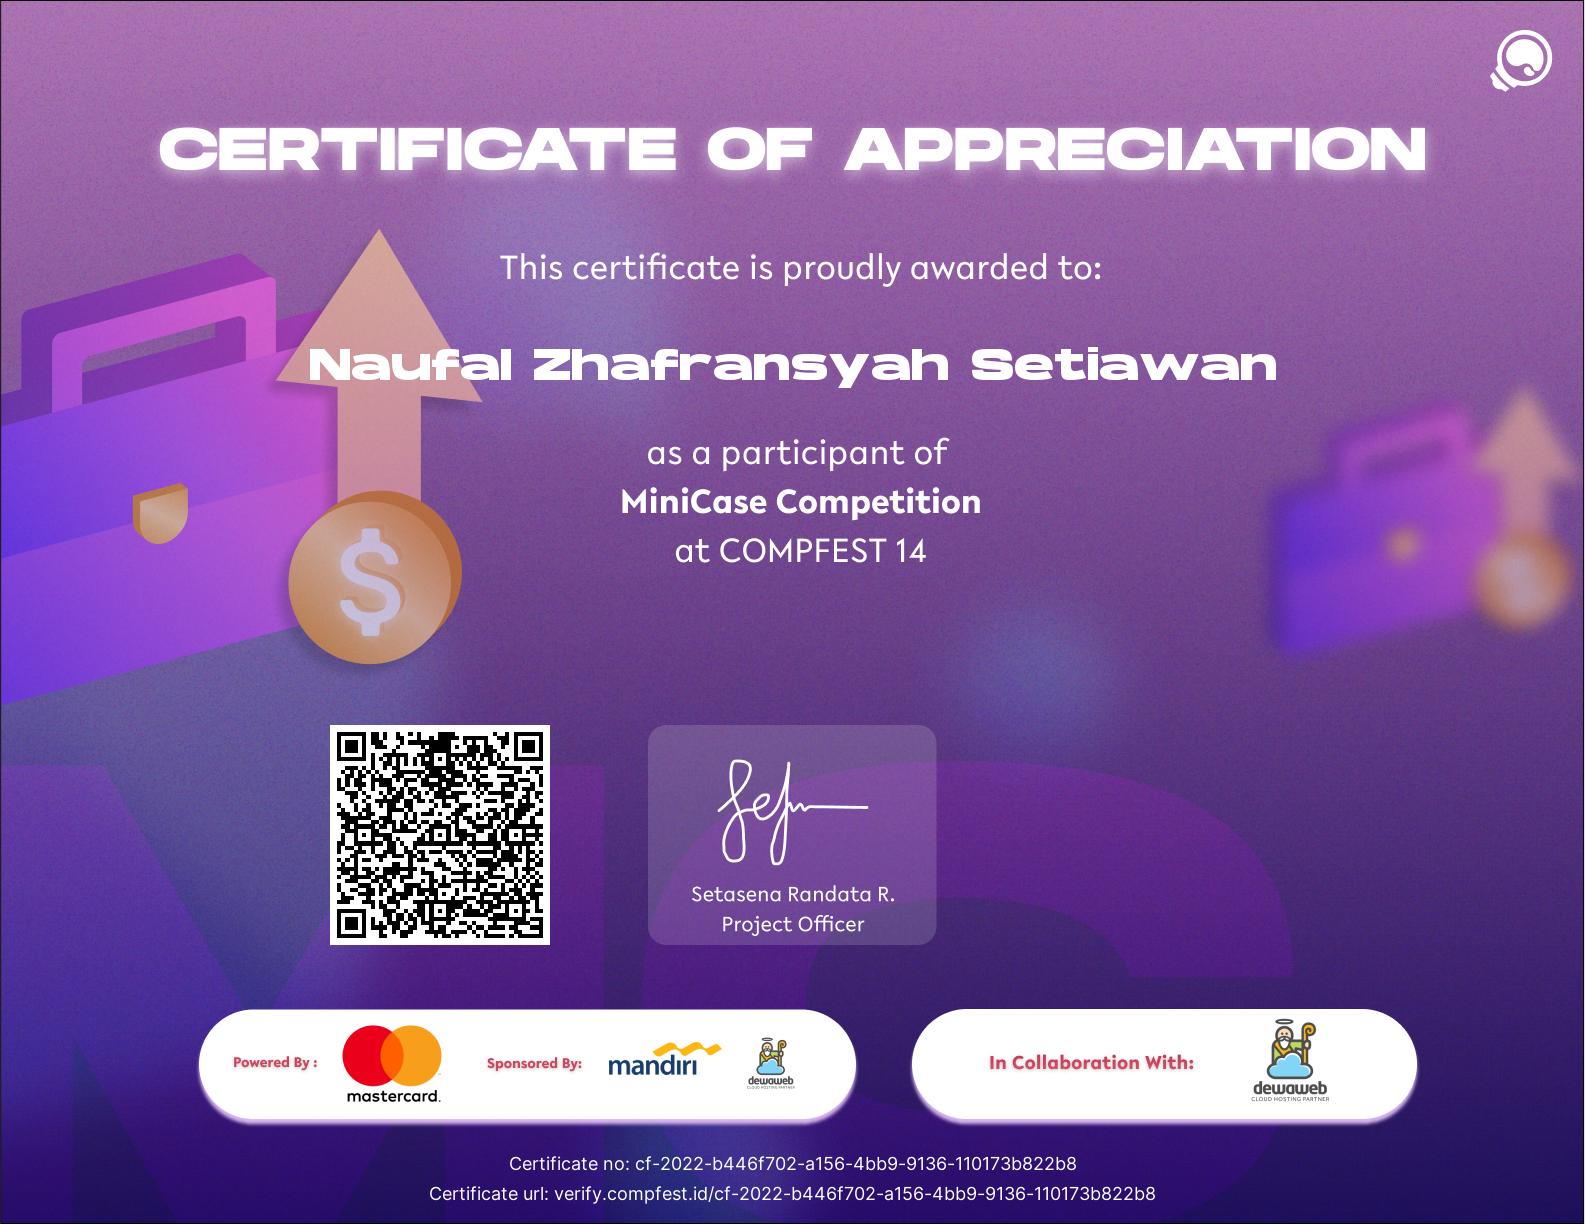 CERTIFICATE OF APPRECIATION
This certificate is proudly awarded to:
Naufal Zhafransyah Setiawan
as a participant of
MiniCase Competition
at COMPFEST 14
$
Setasena Randata R.
Project Officer
Powered By :
mastercard.
Sponsored By:
mandiri
dewaweb
CLOUD HOSTING PARTNER
In Collaboration With:
dewaweb
CLOUD HOSTING PARTNER
Certificate no: cf-2022-b446f702-a156-4bb9-9136-110173b822b8
Certificate url: verify.compfest.id/cf-2022-b446f702-a156-4bb9-9136-110173b822b8